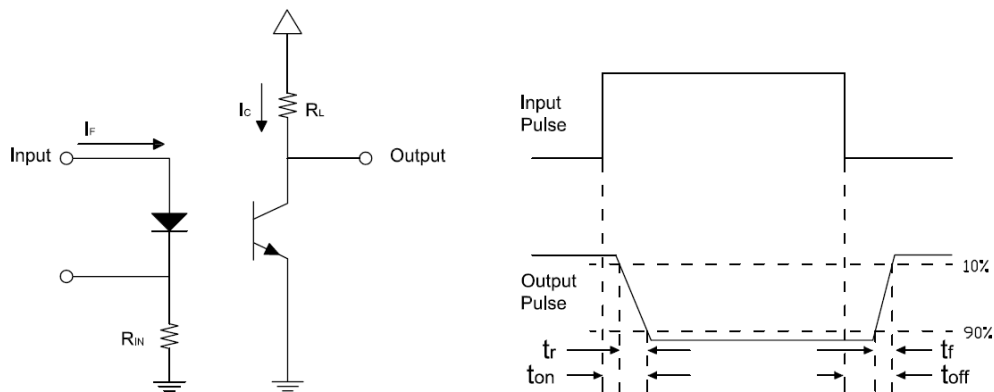 IF
Input
RIN
IC
RL
Output
Input
Pulse
Output
Pulse
10%
90%
tr
tf
ton
toff